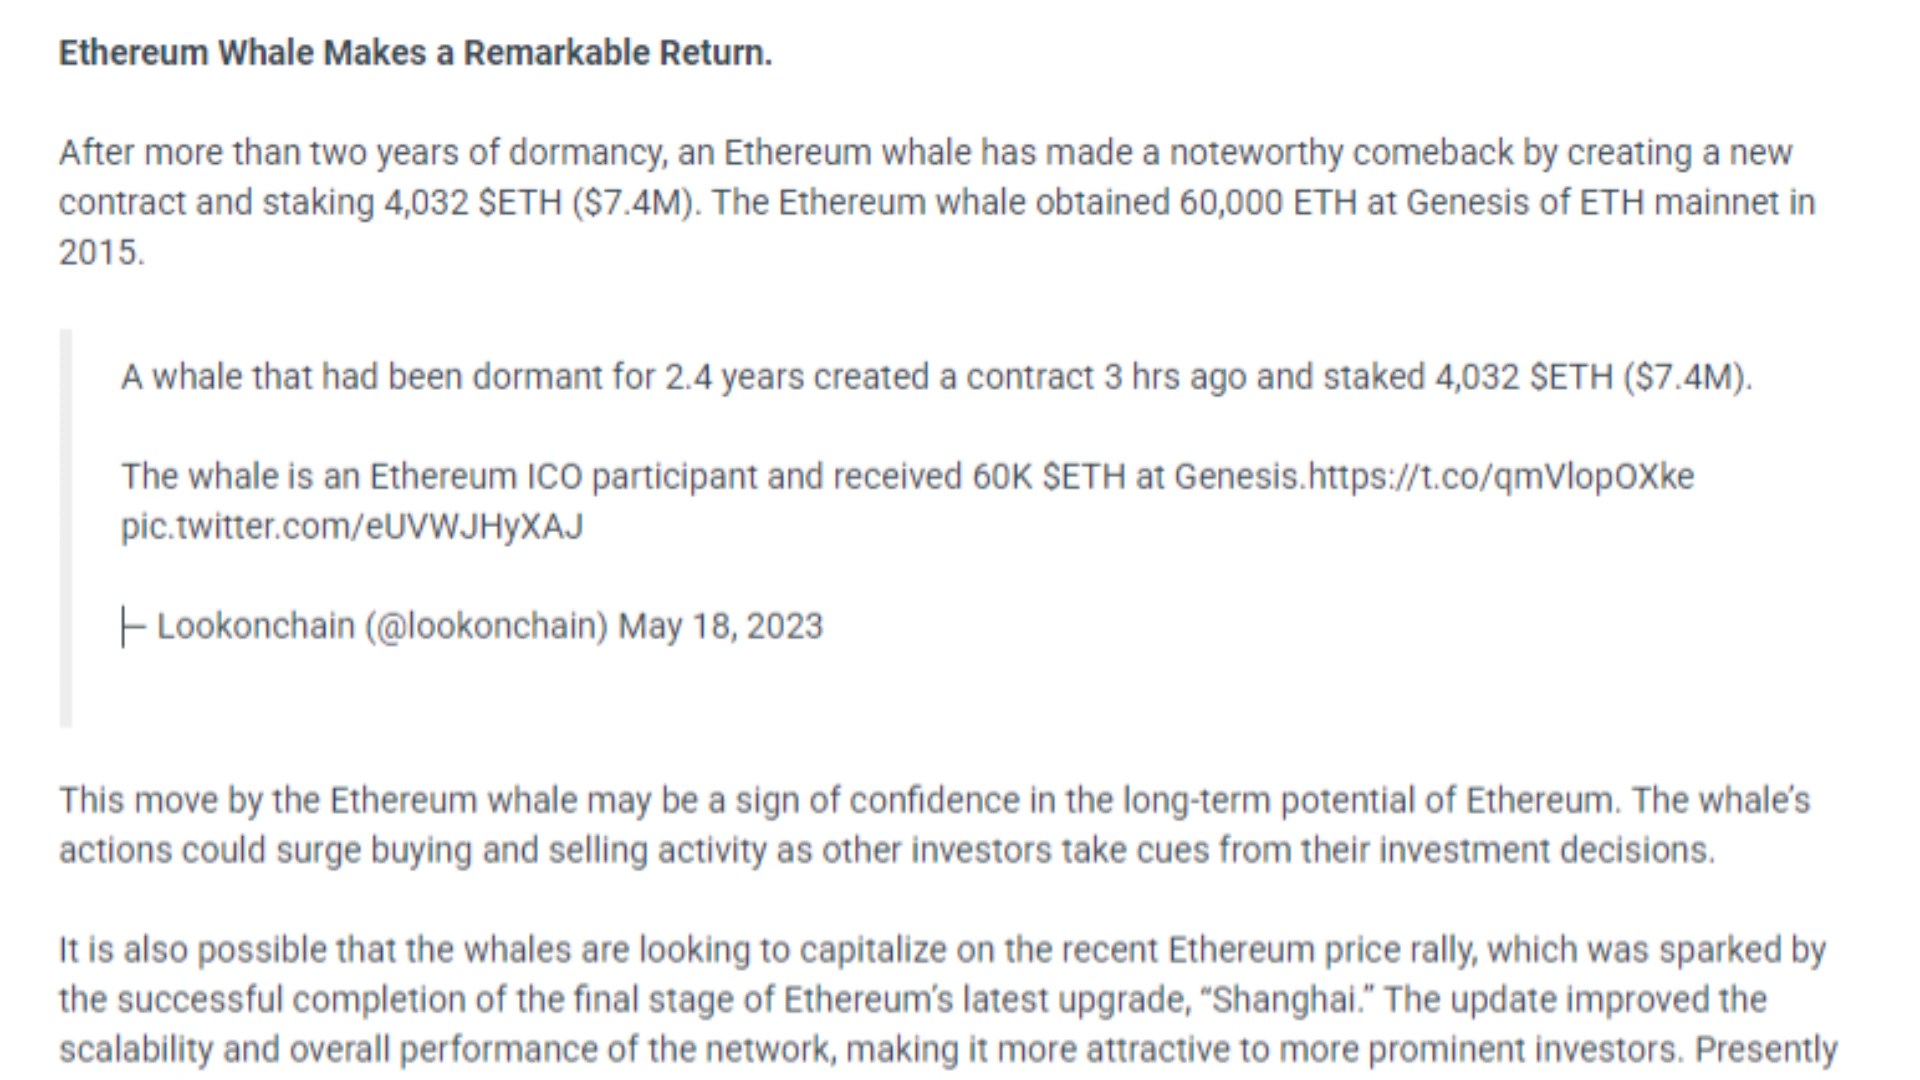 Ethereum Whale Makes a Remarkable Return.
After more than two years of dormancy, an Ethereum whale has made a noteworthy comeback by creating a new
contract and staking 4,032 $ETH ($7.4M). The Ethereum whale obtained 60,000 ETH at Genesis of ETH mainnet in
2015.
A whale that had been dormant for 2.4 years created a contract 3 hrs ago and staked 4,032 $ETH ($7.4M).
The whale is an Ethereum ICO participant and received 60K $ETH at Genesis.https://t.co/qmVlopOXke
pic.twitter.com/eUVWJHyXAJ
— Lookonchain (@lookonchain) May 18, 2023
This move by the Ethereum whale may be a sign of confidence in the long-term potential of Ethereum. The whale’s
actions could surge buying and selling activity as other investors take cues from their investment decisions.
It is also possible that the whales are looking to capitalize on the recent Ethereum price rally, which was sparked by
the successful completion of the final stage of Ethereum’s latest upgrade, “Shanghai.” The update improved the
scalability and overall performance of the network, making it more attractive to more prominent investors. Presently